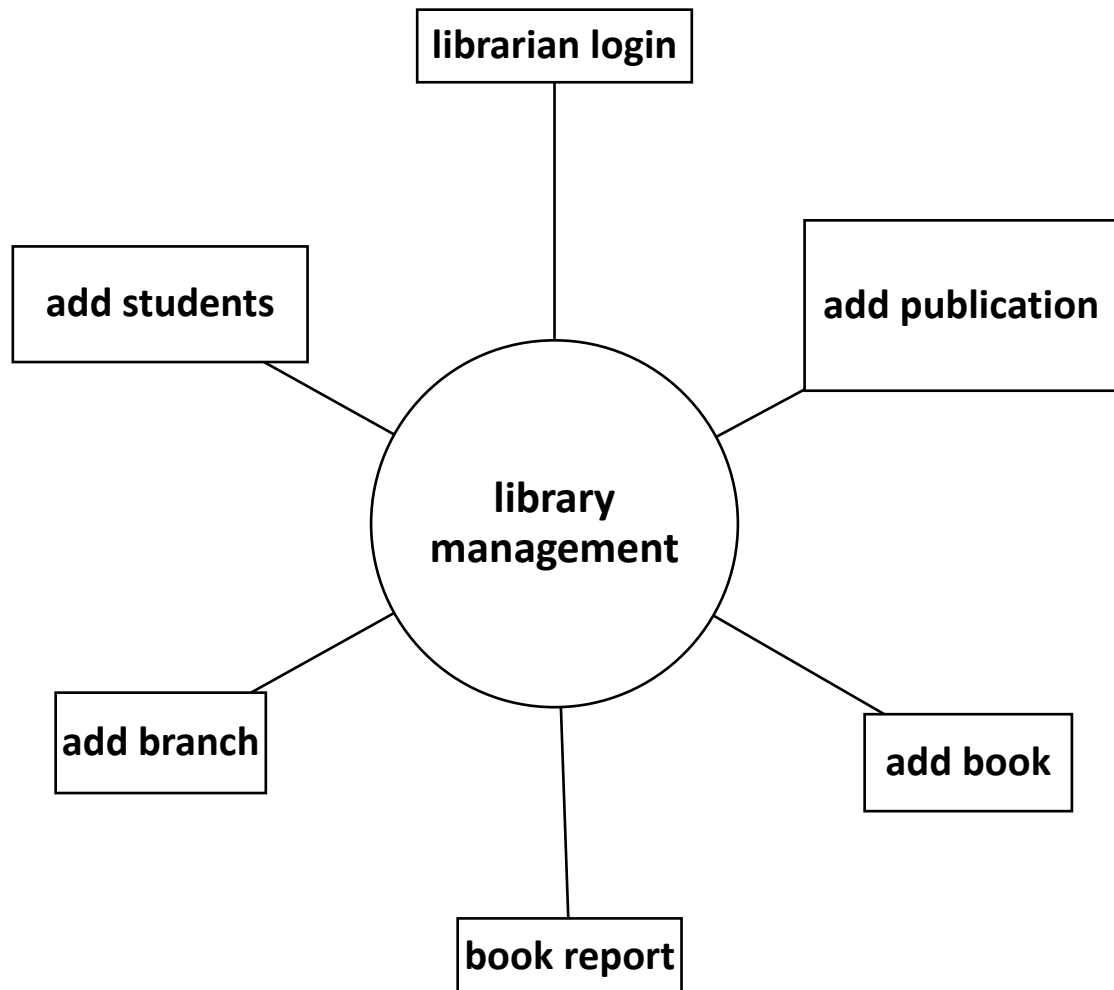 librarian login
add students
add publication
library
management
add branch
add book
book report